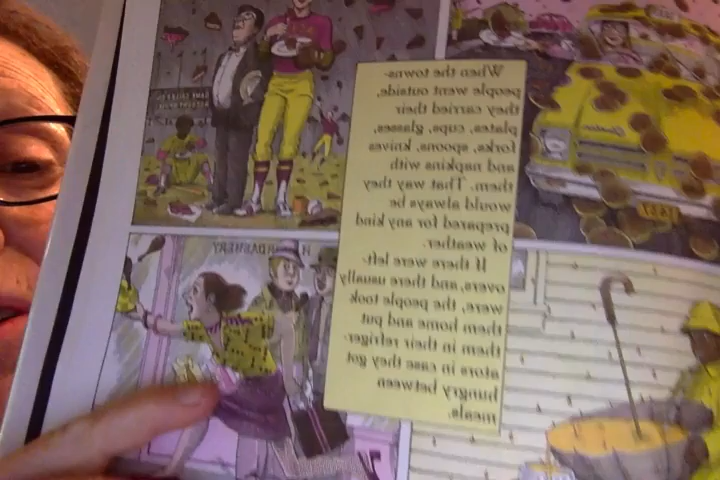 When the towns-
people went outside,
they carried their
plates, cups, glasses,
forks, spoons, knives
and napkins with
them. That way they
would always be
prepared for any kind
of weather.
If there were left-
overs, and there usually
were, the people took
them home and put
them in their refriger-
ators in case they got
hungry between
meals.
HABERDASHERY